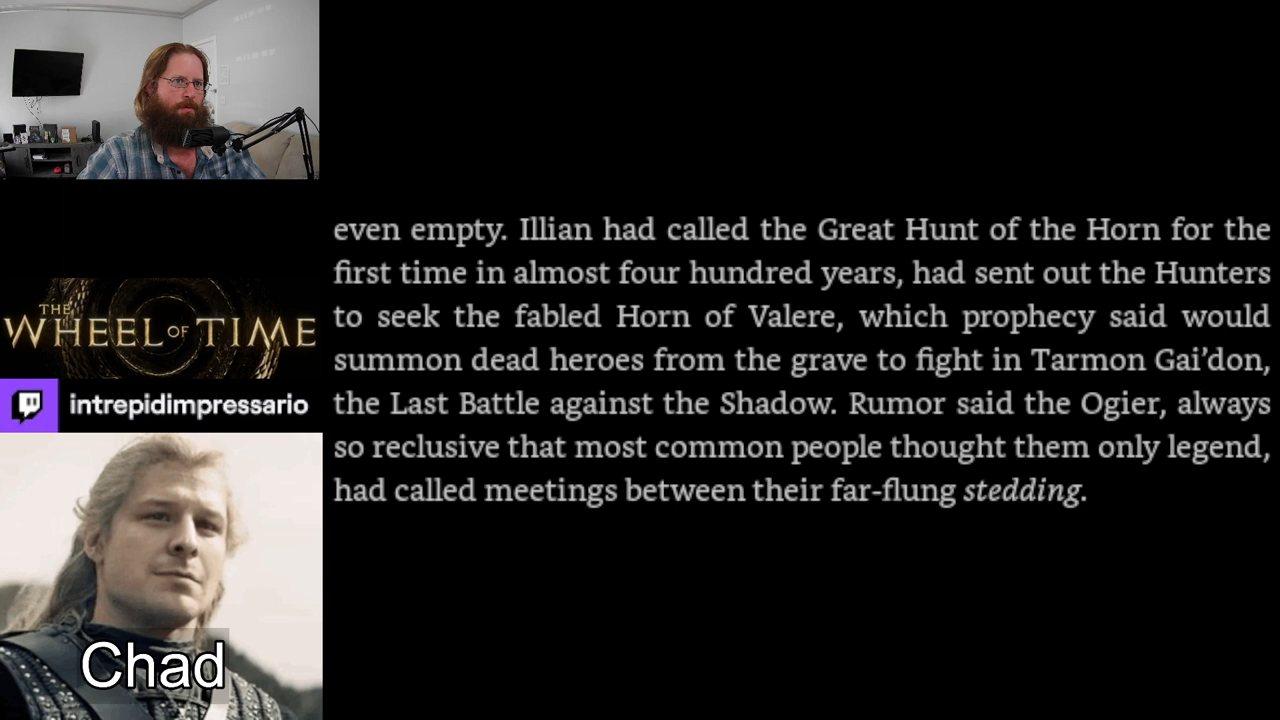 THE
WHEEL OF TIME
intrepidimpressario
Chad
even empty. Illian had called the Great Hunt of the Horn for the
first time in almost four hundred years, had sent out the Hunters
to seek the fabled Horn of Valere, which prophecy said would
summon dead heroes from the grave to fight in Tarmon Gai’don,
the Last Battle against the Shadow. Rumor said the Ogier, always
so reclusive that most common people thought them only legend,
had called meetings between their far-flung stedding.